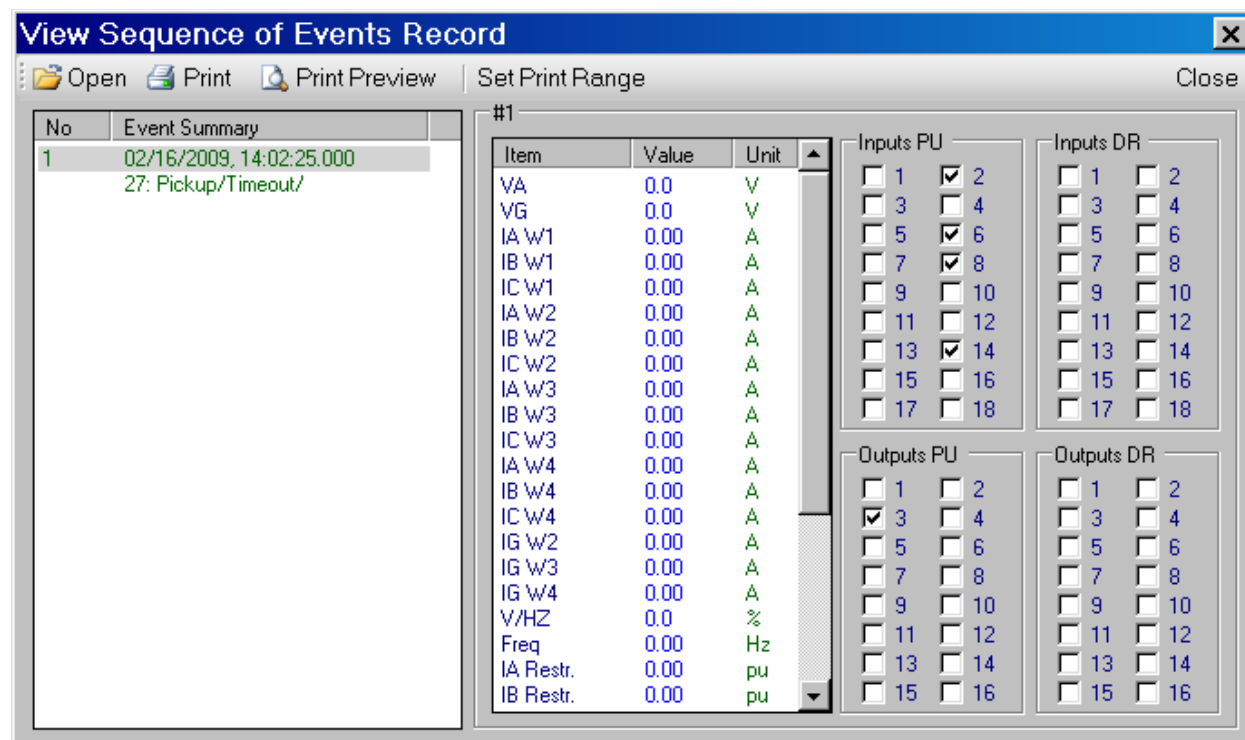 View Sequence of Events Record
Open Print Print Preview Set Print Range Close
No Event Summary
1 02/16/2009, 14:02:25.000
27: Pickup/Timeout/
#1
Item Value Unit
VA 0.0 V
VG 0.0 V
IA W1 0.00 A
IB W1 0.00 A
IC W1 0.00 A
IA W2 0.00 A
IB W2 0.00 A
IC W2 0.00 A
IA W3 0.00 A
IB W3 0.00 A
IC W3 0.00 A
IA W4 0.00 A
IB W4 0.00 A
IC W4 0.00 A
IG W2 0.00 A
IG W3 0.00 A
IG W4 0.00 A
V/HZ 0.0 %
Freq 0.00 Hz
IA Restr. 0.00 pu
IB Restr. 0.00 pu
Inputs PU
1 2
3 4
5 6
7 8
9 10
11 12
13 14
15 16
17 18
Inputs DR
1 2
3 4
5 6
7 8
9 10
11 12
13 14
15 16
17 18
Outputs PU
1 2
3 4
5 6
7 8
9 10
11 12
13 14
15 16
Outputs DR
1 2
3 4
5 6
7 8
9 10
11 12
13 14
15 16